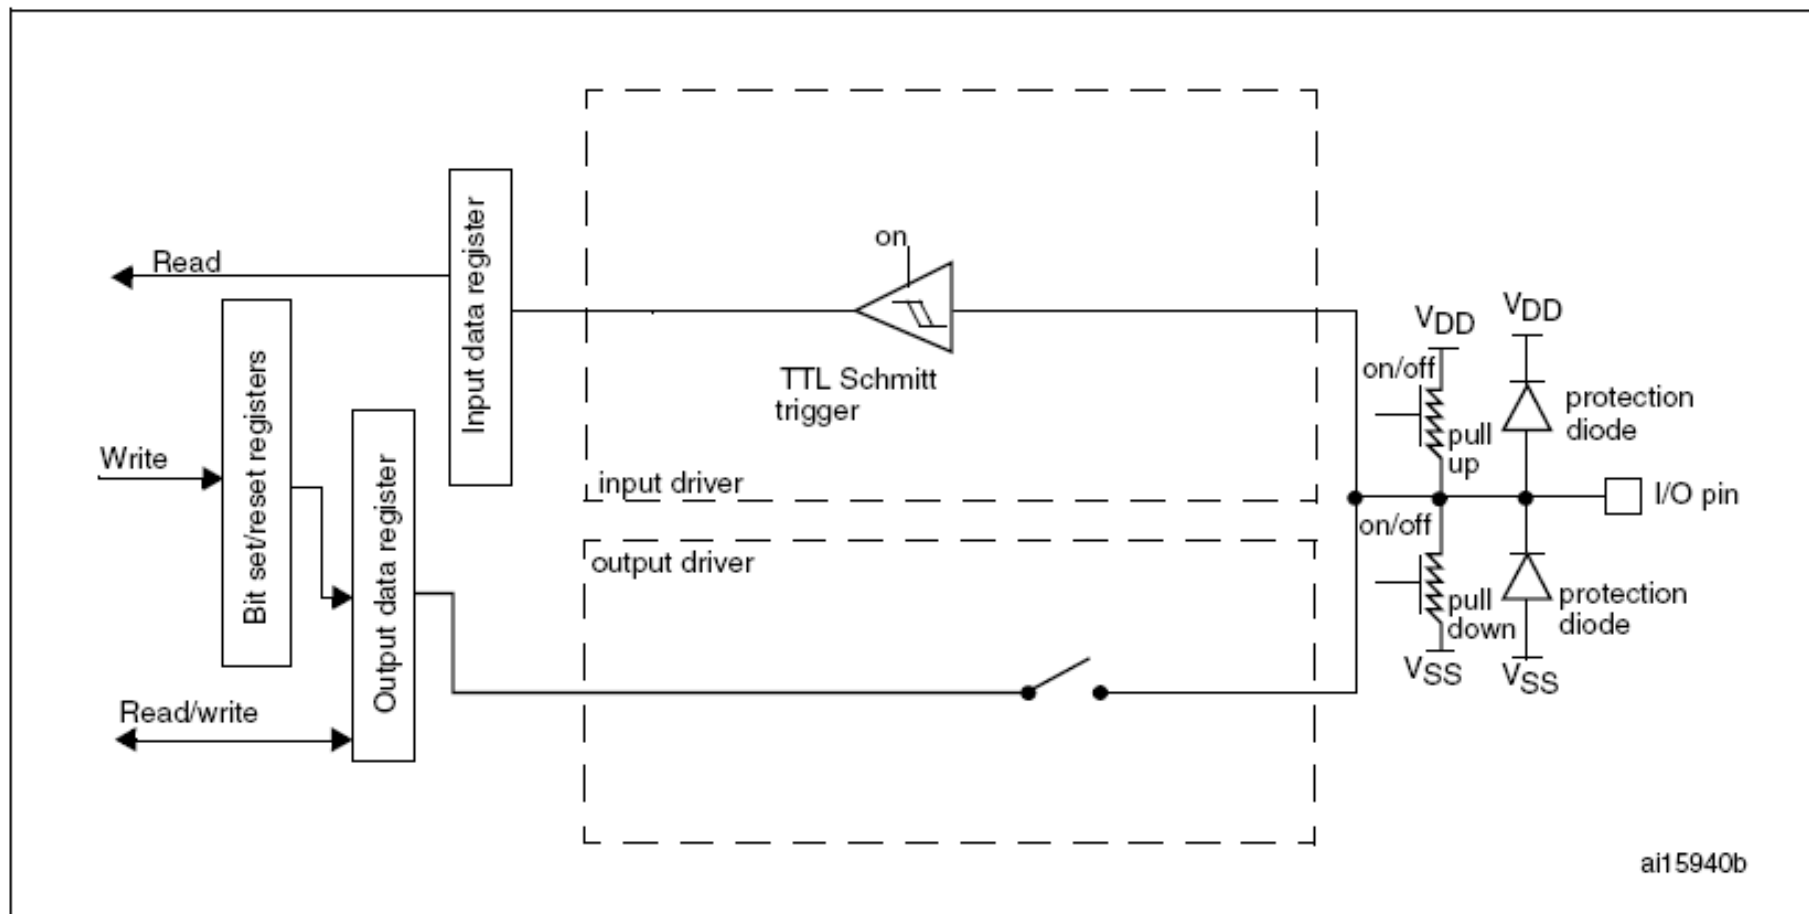 Read
Bit set/reset registers
Write
Read/write
Input data register
Output data register
on
TTL Schmitt
trigger
input driver
output driver
VDD
on/off
pull
up
VDD
protection
diode
I/O pin
on/off
pull
down
VSS
protection
diode
VSS
ai15940b